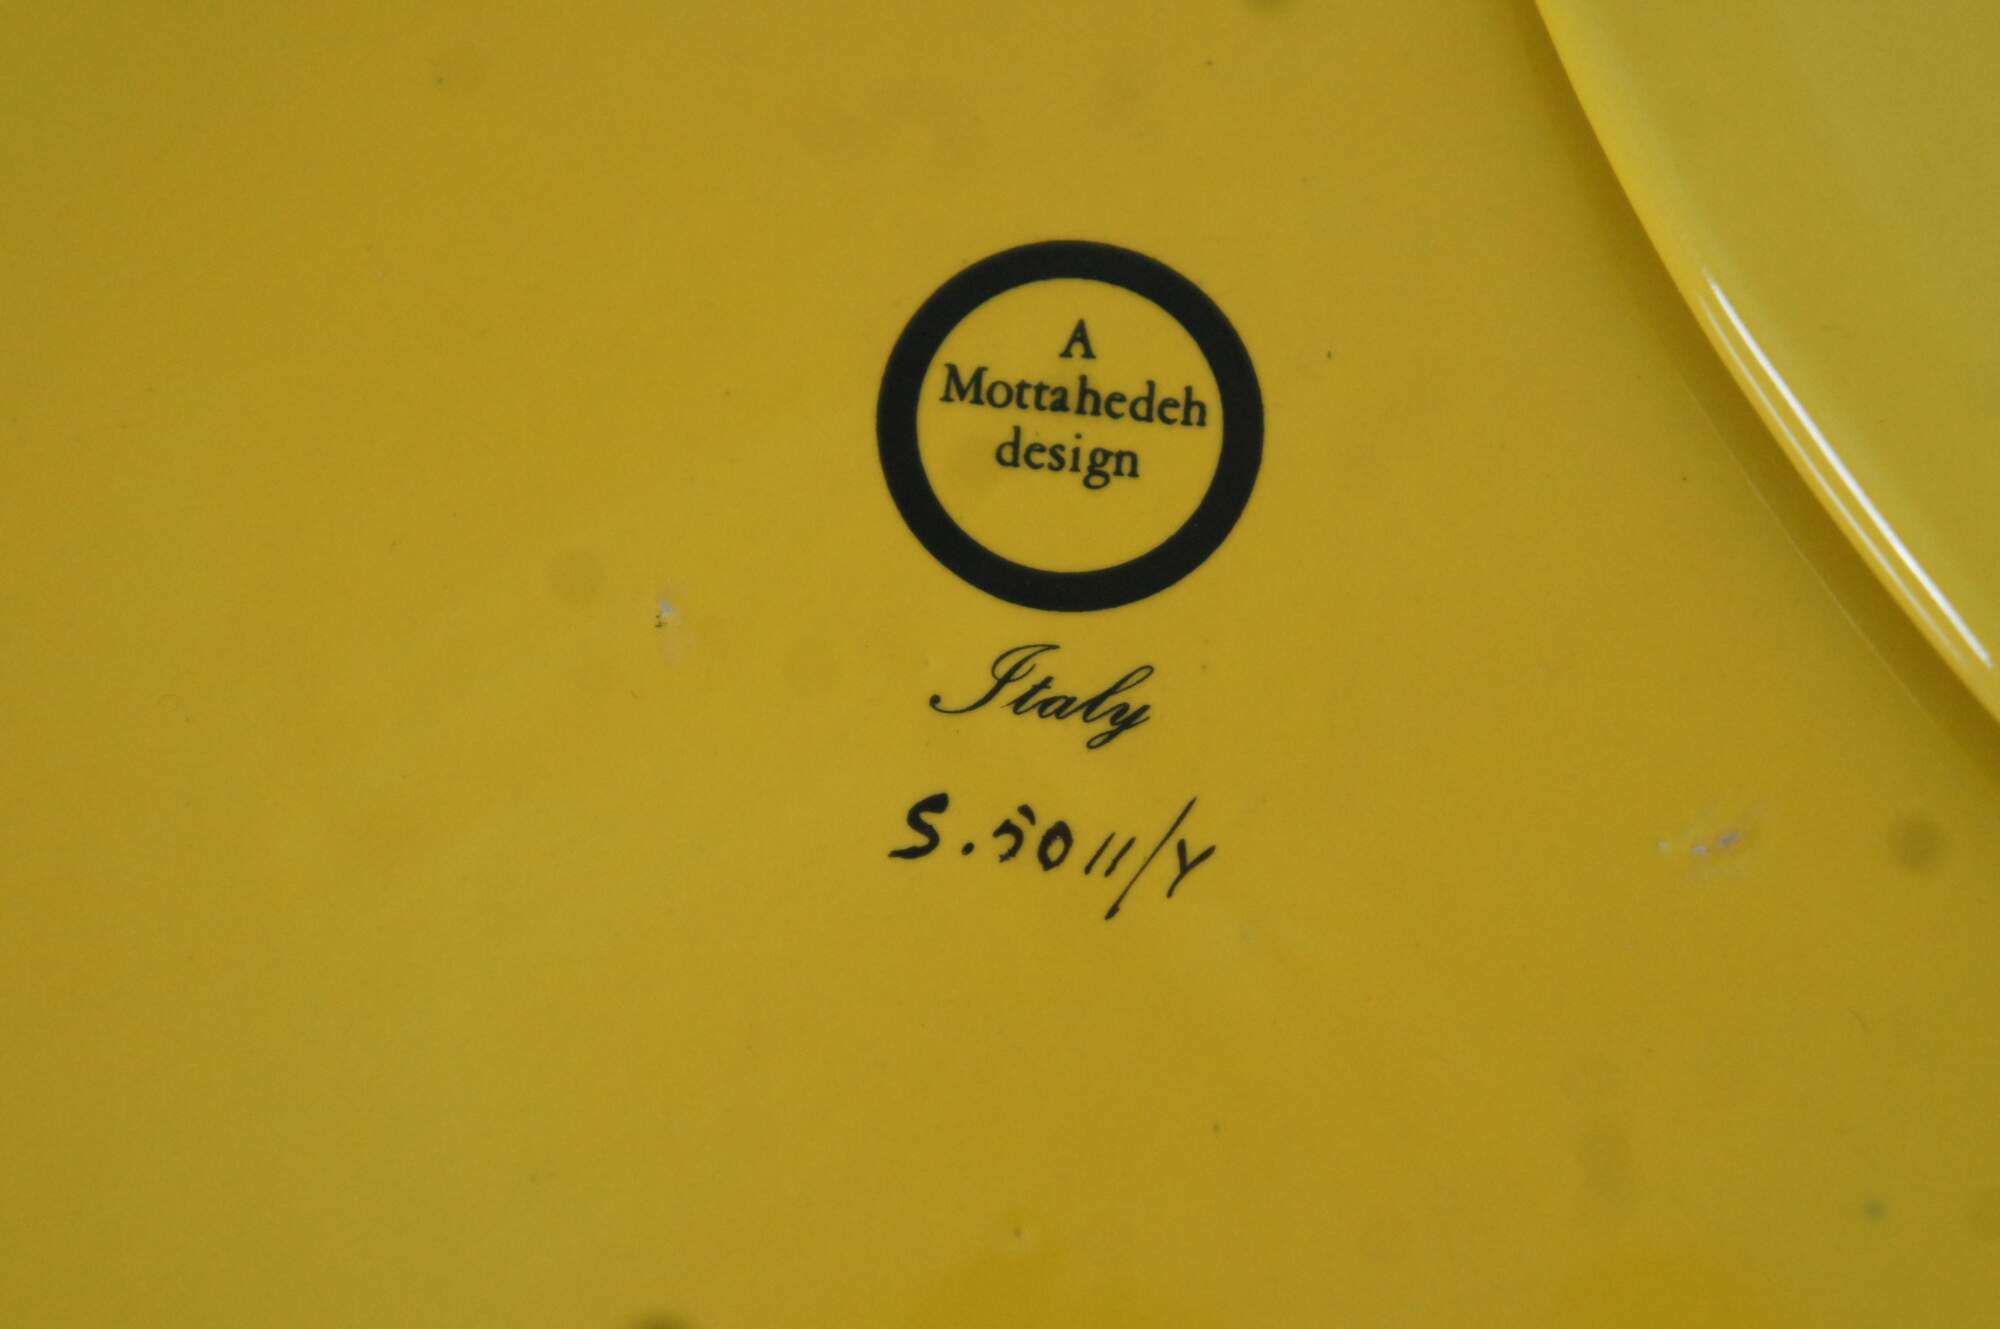 A
Mottahedeh
design
Italy
S.5011/Y